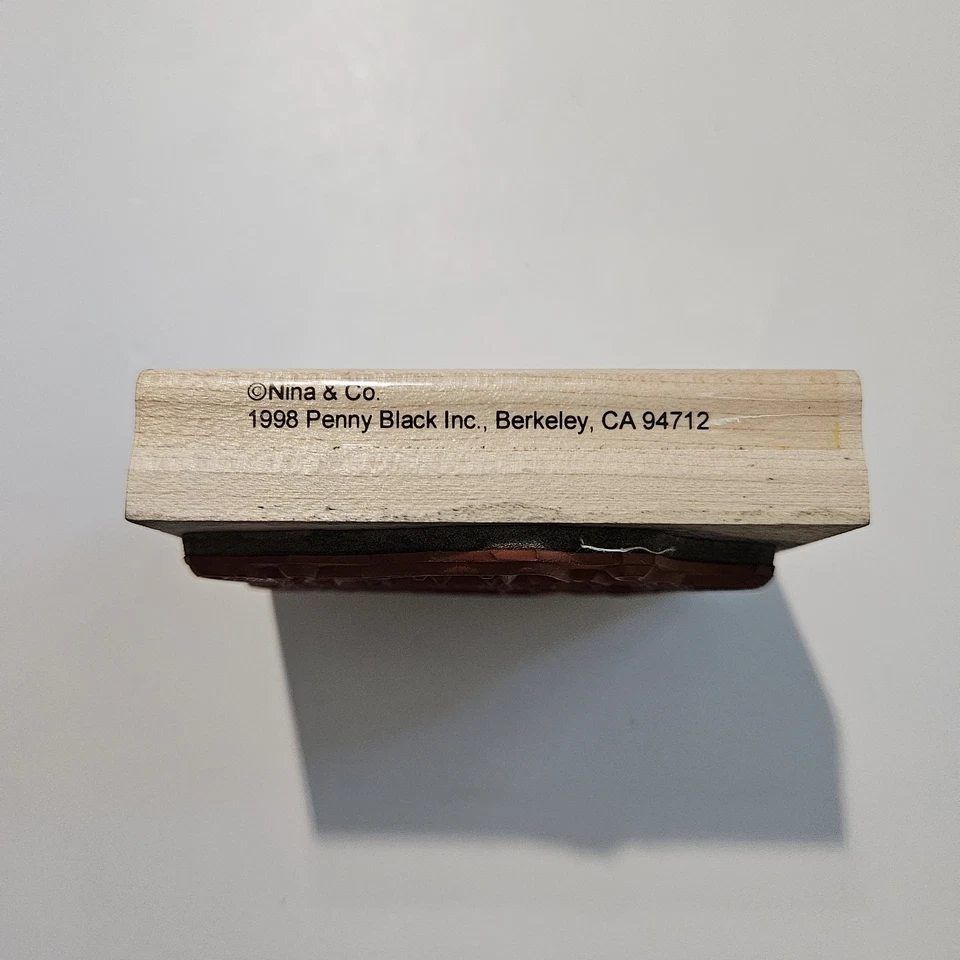 ©Nina & Co.
1998 Penny Black Inc., Berkeley, CA 94712